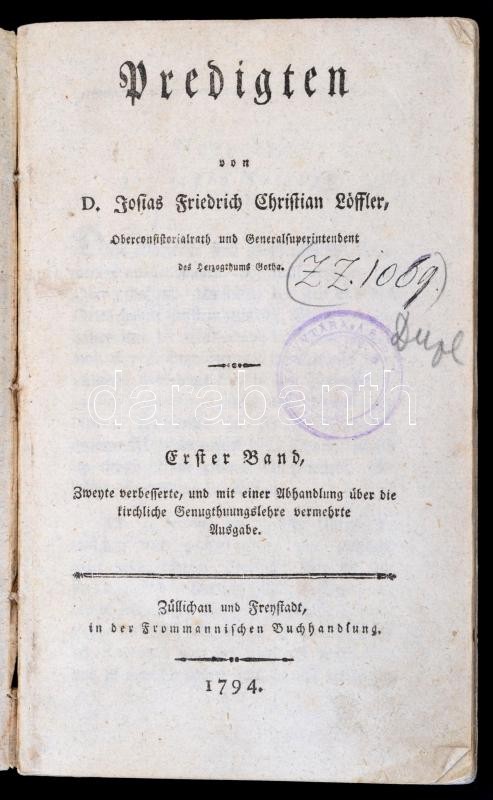 Predigten
von
D. Josias Friedrich Christian Löffler,
Oberconsistorialrath und Generalsuperintendent
des Herzogthums Gotha.
(ZZ.1069.)
Dupl
darabanth
Erster Band,
Zweyte verbesserte, und mit einer Abhandlung über die
kirchliche Genugthuungslehre vermehrte
Ausgabe.
Züllichau und Freystadt,
in der Frommannischen Buchhandlung.
1794.